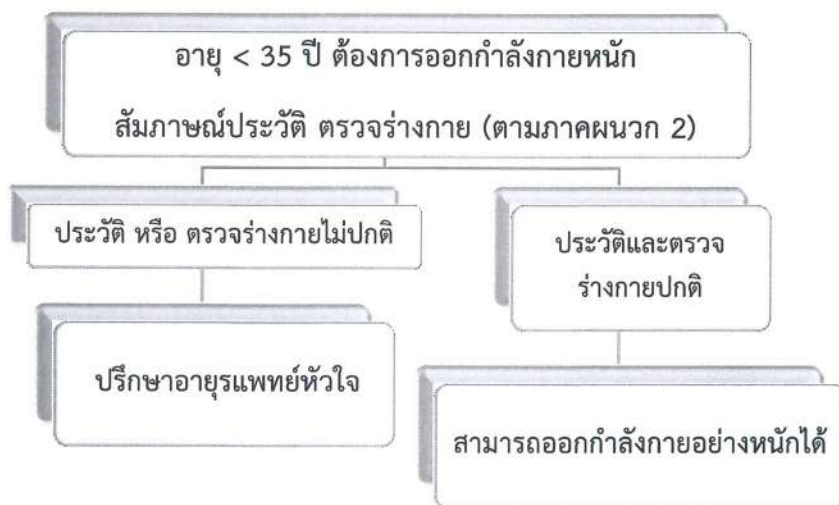 อายุ < 35 ปี ต้องการออกกำลังกายหนัก
สัมภาษณ์ประวัติ ตรวจร่างกาย (ตามภาคผนวก 2)
ประวัติ หรือ ตรวจร่างกายไม่ปกติ
ปรึกษาอายุรแพทย์หัวใจ
ประวัติและตรวจ
ร่างกายปกติ
สามารถออกกำลังกายอย่างหนักได้